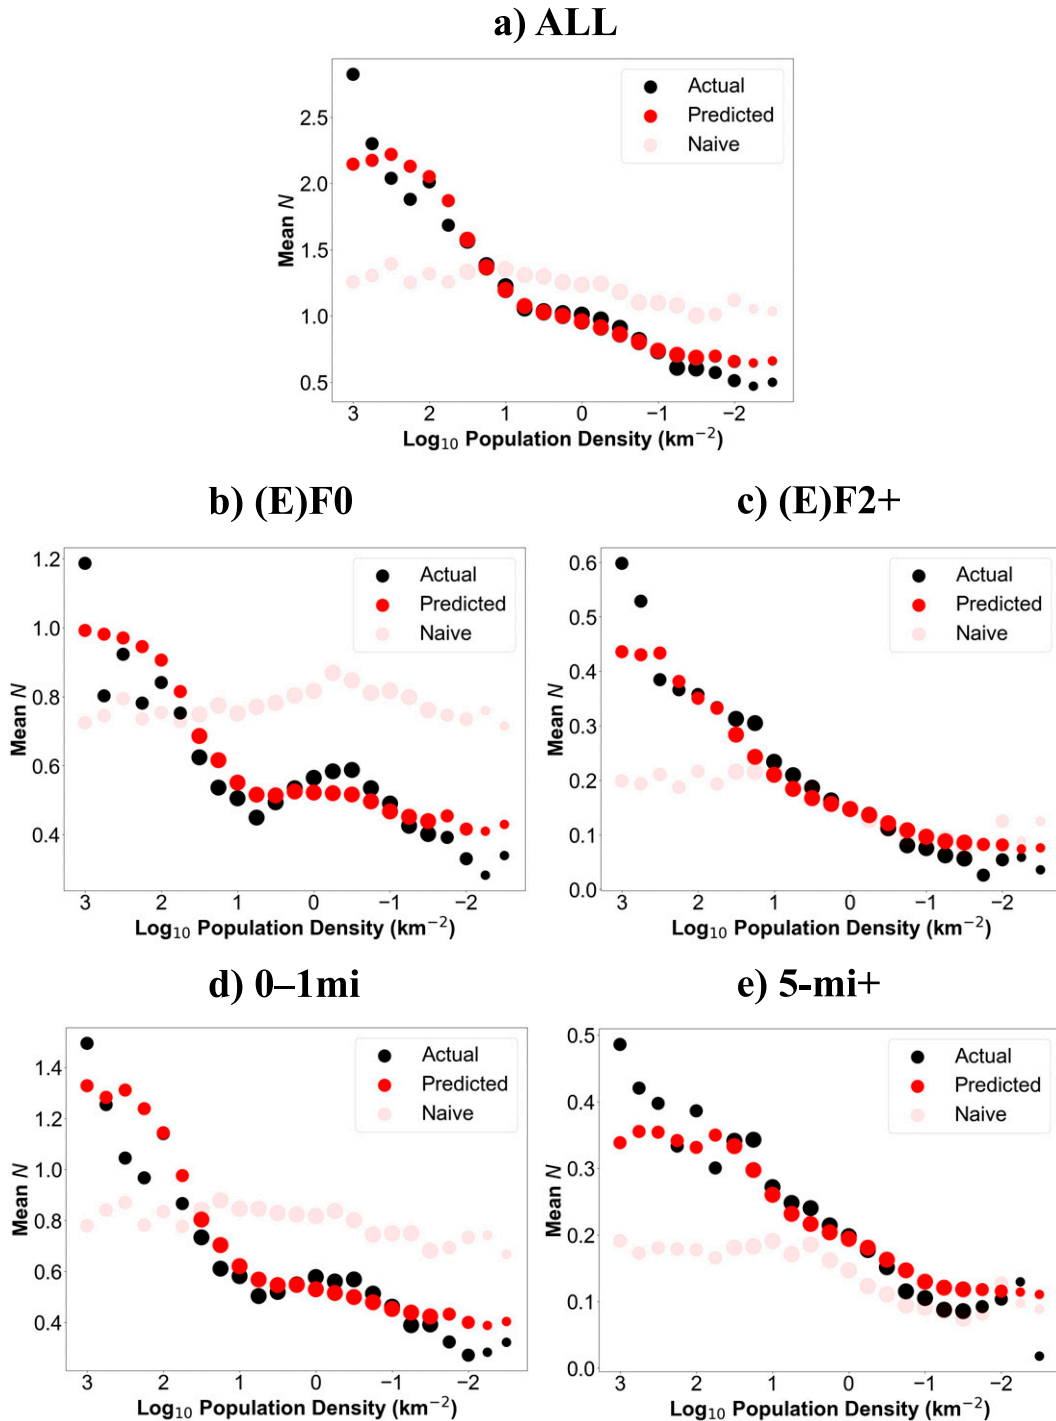 a) ALL
Actual
Predicted
Naive
2.5
2.0
1.5
1.0
0.5
Mean N
3 2 1 0 −1 −2
Log10 Population Density (km−2)
b) (E)F0
Actual
Predicted
Naive
1.2
1.0
0.8
0.6
0.4
Mean N
3 2 1 0 −1 −2
Log10 Population Density (km−2)
c) (E)F2+
Actual
Predicted
Naive
0.6
0.5
0.4
0.3
0.2
0.1
0.0
Mean N
3 2 1 0 −1 −2
Log10 Population Density (km−2)
d) 0–1mi
Actual
Predicted
Naive
1.4
1.2
1.0
0.8
0.6
0.4
Mean N
3 2 1 0 −1 −2
Log10 Population Density (km−2)
e) 5-mi+
Actual
Predicted
Naive
0.5
0.4
0.3
0.2
0.1
0.0
Mean N
3 2 1 0 −1 −2
Log10 Population Density (km−2)